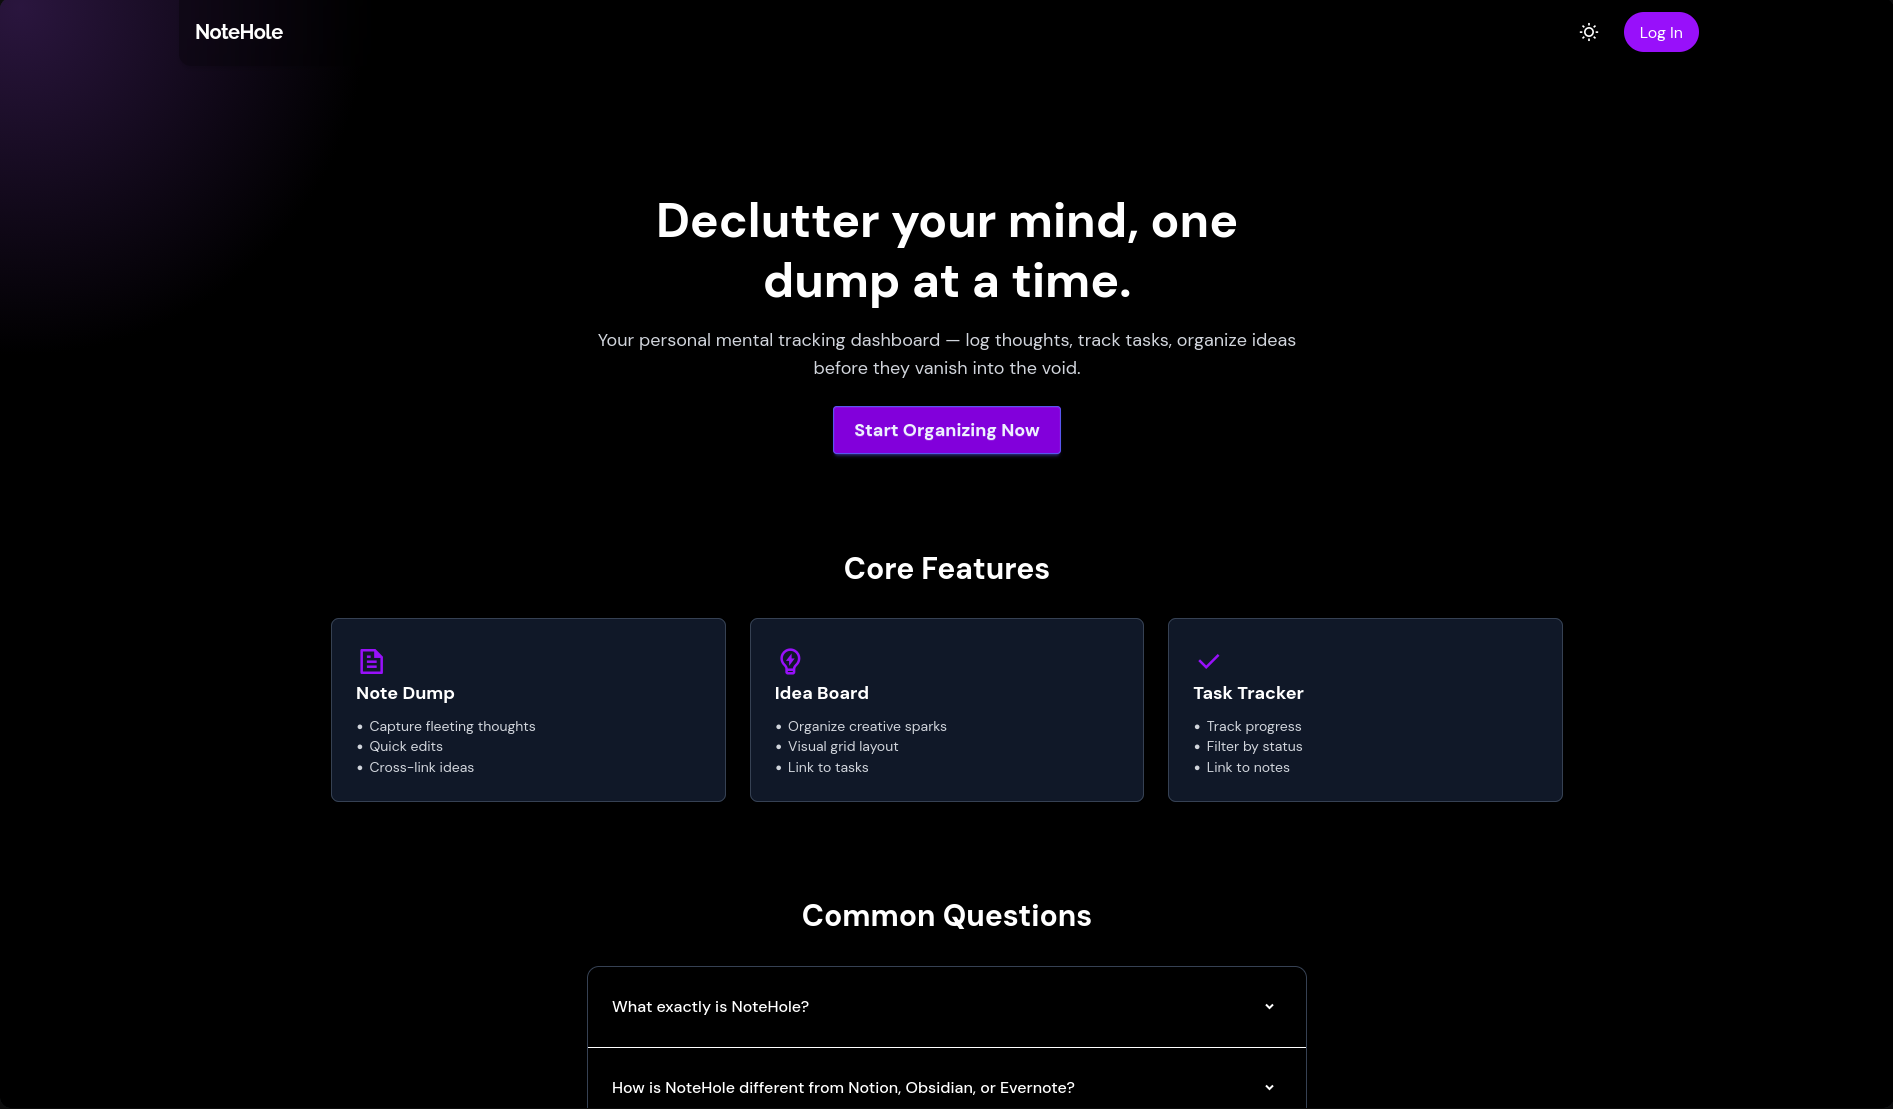 NoteHole
Log In
Declutter your mind, one
dump at a time.
Your personal mental tracking dashboard — log thoughts, track tasks, organize ideas
before they vanish into the void.
Start Organizing Now
Core Features
Note Dump
• Capture fleeting thoughts
• Quick edits
• Cross-link ideas
Idea Board
• Organize creative sparks
• Visual grid layout
• Link to tasks
Task Tracker
• Track progress
• Filter by status
• Link to notes
Common Questions
What exactly is NoteHole?
How is NoteHole different from Notion, Obsidian, or Evernote?